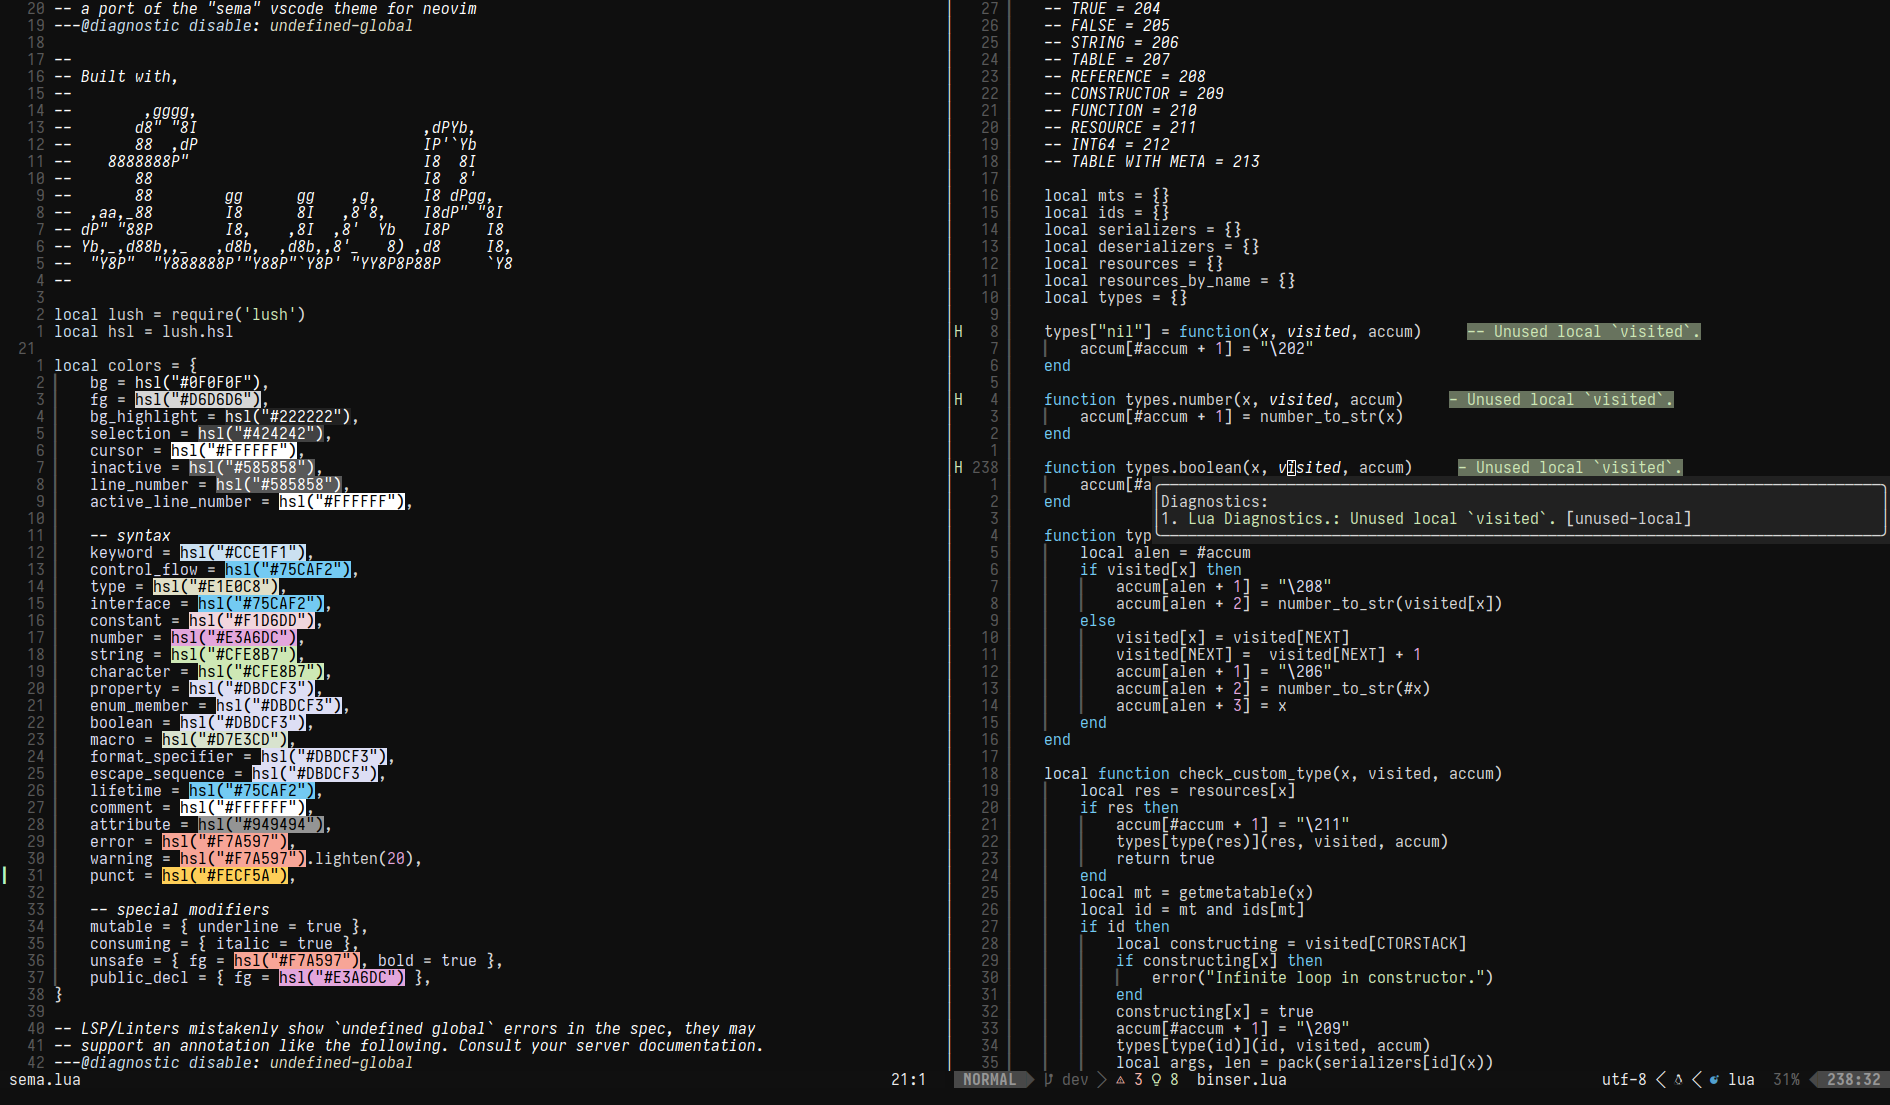 20 -- a port of the "sema" vscode theme for neovim
19 ---@diagnostic disable: undefined-global
18
17 --
16 -- Built with,
15 --
14 --        ,gggg,
13 --       d8" "8I                         ,dPYb,
12 --       88  ,dP                         IP'`Yb
11 --    8888888P"                          I8  8I
10 --       88                              I8  8'
9 --       88        gg      gg    ,g,     I8 dPgg,
8 --  ,aa,_88        I8      8I   ,8'8,    I8dP" "8I
7 -- dP" "88P        I8,    ,8I  ,8'  Yb   I8P    I8
6 -- Yb,_,d88b,,_   ,d8b,  ,d8b,,8'_   8) ,d8     I8,
5 --  "Y8P"  "Y888888P'"Y88P"`Y8P' "YY8P8P88P     `Y8
4 --
3
2 local lush = require('lush')
1 local hsl = lush.hsl
21
1 local colors = {
2     bg = hsl("#0F0F0F"),
3     fg = hsl("#D6D6D6"),
4     bg_highlight = hsl("#222222"),
5     selection = hsl("#424242"),
6     cursor = hsl("#FFFFFF"),
7     inactive = hsl("#585858"),
8     line_number = hsl("#585858"),
9     active_line_number = hsl("#FFFFFF"),
10
11     -- syntax
12     keyword = hsl("#CCE1F1"),
13     control_flow = hsl("#75CAF2"),
14     type = hsl("#E1E0C8"),
15     interface = hsl("#75CAF2"),
16     constant = hsl("#F1D6DD"),
17     number = hsl("#E3A6DC"),
18     string = hsl("#CFE8B7"),
19     character = hsl("#CFE8B7"),
20     property = hsl("#DBDCF3"),
21     enum_member = hsl("#DBDCF3"),
22     boolean = hsl("#DBDCF3"),
23     macro = hsl("#D7E3CD"),
24     format_specifier = hsl("#DBDCF3"),
25     escape_sequence = hsl("#DBDCF3"),
26     lifetime = hsl("#75CAF2"),
27     comment = hsl("#FFFFFF"),
28     attribute = hsl("#949494"),
29     error = hsl("#F7A597"),
30     warning = hsl("#F7A597").lighten(20),
31     punct = hsl("#FECF5A"),
32
33     -- special modifiers
34     mutable = { underline = true },
35     consuming = { italic = true },
36     unsafe = { fg = hsl("#F7A597"), bold = true },
37     public_decl = { fg = hsl("#E3A6DC") },
38 }
39
40 -- LSP/Linters mistakenly show `undefined global` errors in the spec, they may
41 -- support an annotation like the following. Consult your server documentation.
42 ---@diagnostic disable: undefined-global
sema.lua 21:1
27 -- TRUE = 204
26 -- FALSE = 205
25 -- STRING = 206
24 -- TABLE = 207
23 -- REFERENCE = 208
22 -- CONSTRUCTOR = 209
21 -- FUNCTION = 210
20 -- RESOURCE = 211
19 -- INT64 = 212
18 -- TABLE WITH META = 213
17
16 local mts = {}
15 local ids = {}
14 local serializers = {}
13 local deserializers = {}
12 local resources = {}
11 local resources_by_name = {}
10 local types = {}
9
H 8 types["nil"] = function(x, visited, accum)     -- Unused local `visited`.
7     accum[#accum + 1] = "\202"
6 end
5
H 4 function types.number(x, visited, accum)     - Unused local `visited`.
3     accum[#accum + 1] = number_to_str(x)
2 end
1
H 238 function types.boolean(x, visited, accum)     - Unused local `visited`.
1     accum[#a
2 end
Diagnostics:
3
1. Lua Diagnostics.: Unused local `visited`. [unused-local]
4 function typ
5     local alen = #accum
6     if visited[x] then
7         accum[alen + 1] = "\208"
8         accum[alen + 2] = number_to_str(visited[x])
9     else
10         visited[x] = visited[NEXT]
11         visited[NEXT] =  visited[NEXT] + 1
12         accum[alen + 1] = "\206"
13         accum[alen + 2] = number_to_str(#x)
14         accum[alen + 3] = x
15     end
16 end
17
18 local function check_custom_type(x, visited, accum)
19     local res = resources[x]
20     if res then
21         accum[#accum + 1] = "\211"
22         types[type(res)](res, visited, accum)
23         return true
24     end
25     local mt = getmetatable(x)
26     local id = mt and ids[mt]
27     if id then
28         local constructing = visited[CTORSTACK]
29         if constructing[x] then
30             error("Infinite loop in constructor.")
31         end
32         constructing[x] = true
33         accum[#accum + 1] = "\209"
34         types[type(id)](id, visited, accum)
35         local args, len = pack(serializers[id](x))
NORMAL dev 3 8 binser.lua utf-8 lua 31% 238:32